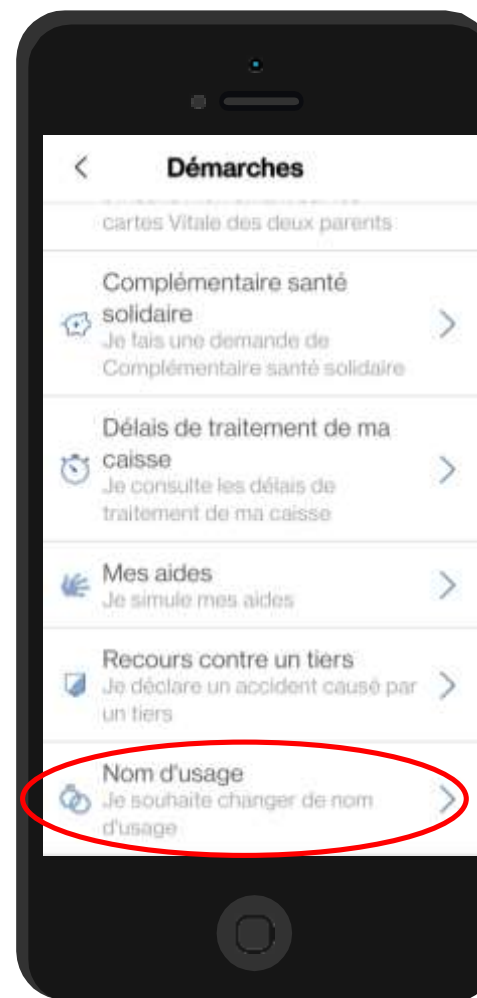 Démarches
cartes Vitale des deux parents
Complémentaire santé
solidaire
Je fais une demande de
Complémentaire santé solidaire
Délais de traitement de ma
caisse
Je consulte les délais de
traitement de ma caisse
Mes aides
Je simule mes aides
Recours contre un tiers
Je déclare un accident causé par
un tiers
Nom d'usage
Je souhaite changer de nom
d'usage